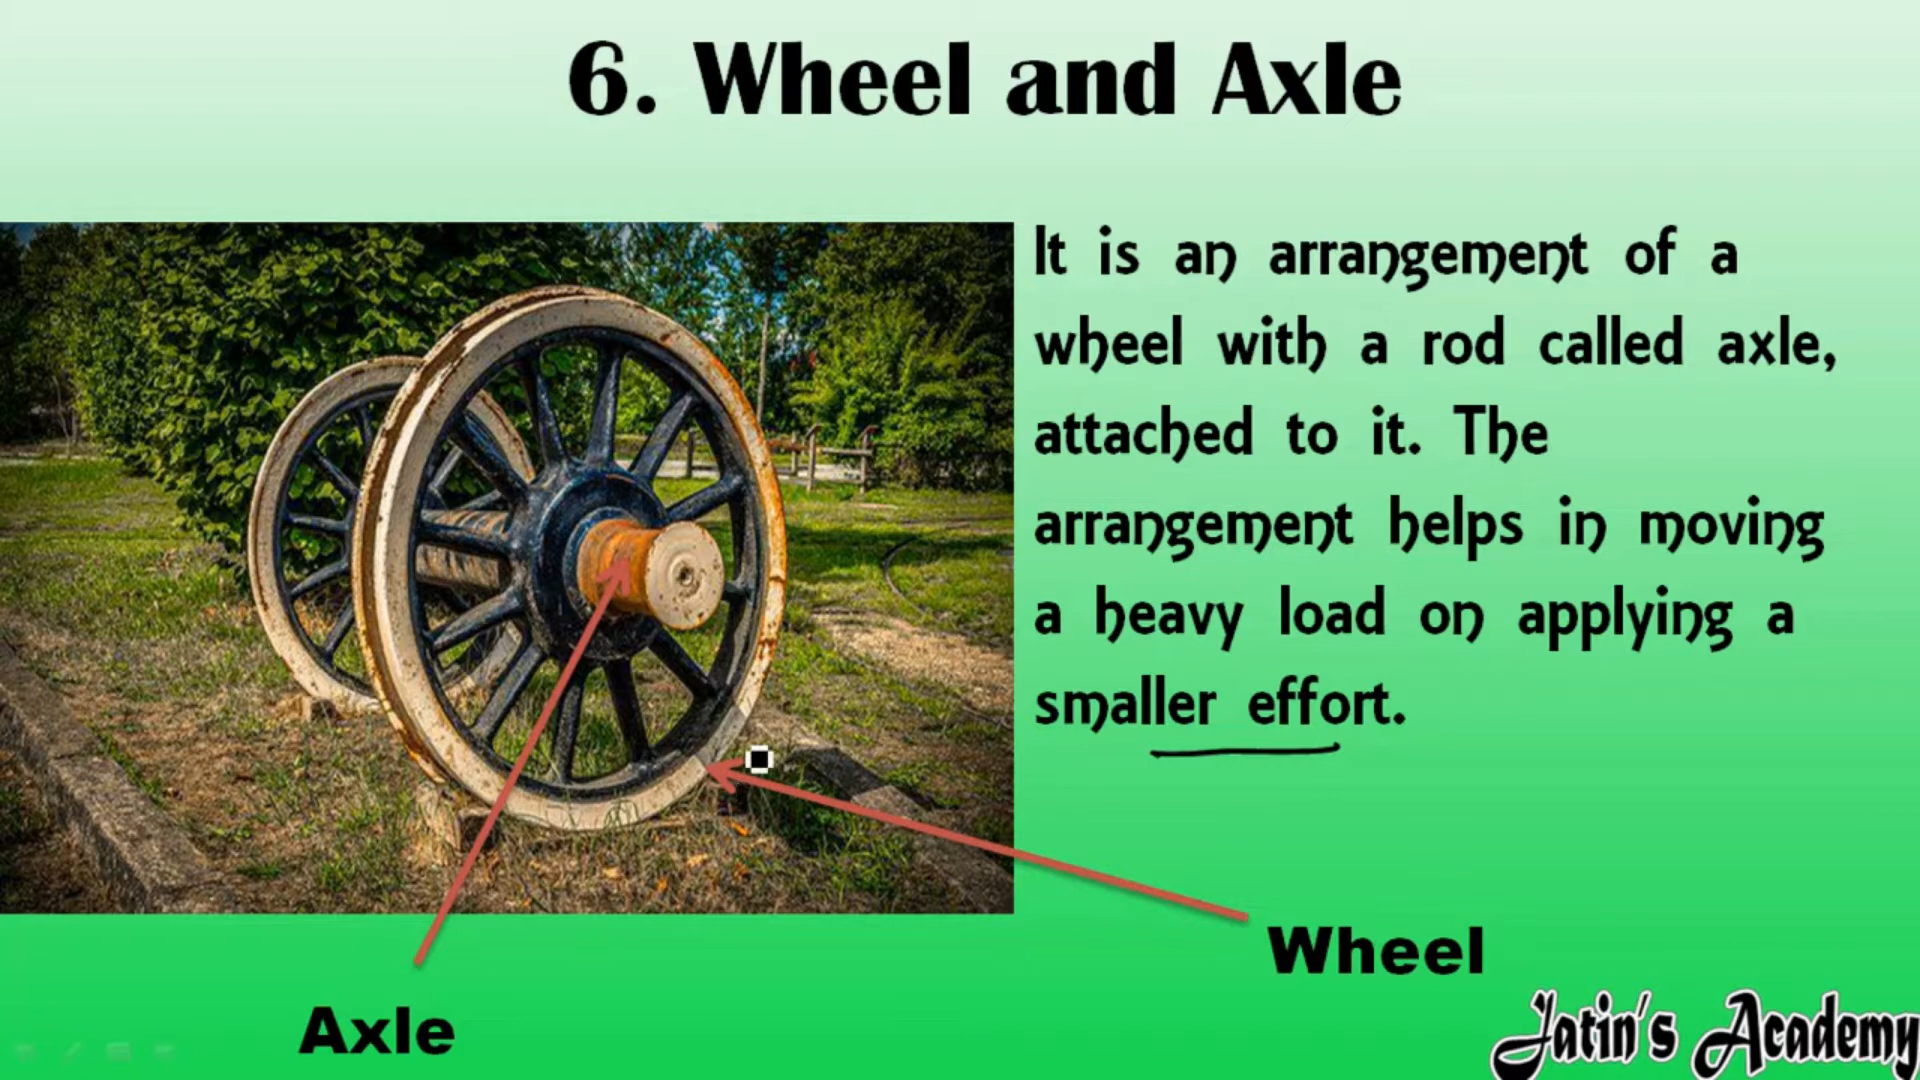 6. Wheel and Axle
It is an arrangement of a
wheel with a rod called axle,
attached to it. The
arrangement helps in moving
a heavy load on applying a
smaller effort.
Wheel
Axle
Jatin's Academy